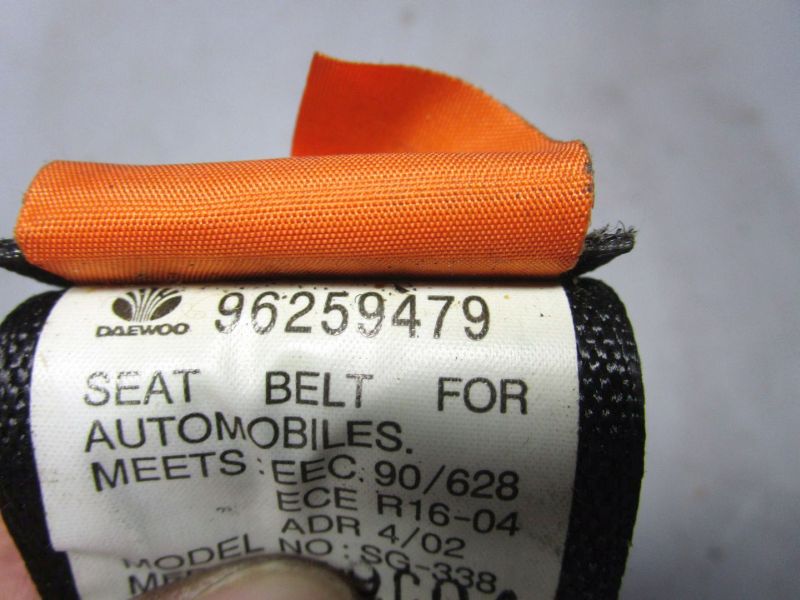 DAEWOO 96259479
SEAT BELT FOR
AUTOMOBILES.
MEETS: EEC 90/628
ECE R16-04
ADR 4/02
MODEL NO: SG-338